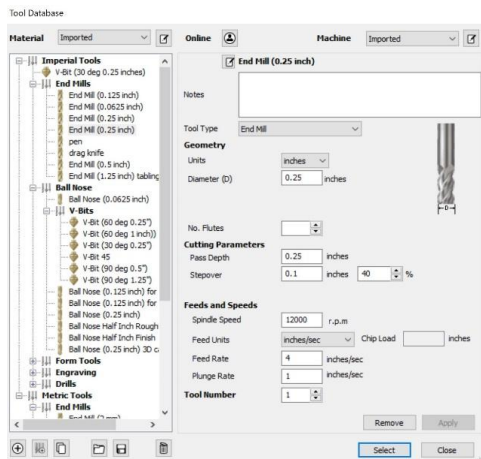 Tool Database
Material Imported Online Machine Imported
Imperial Tools
V-Bit (30 deg 0.25 inches)
End Mills
End Mill (0.125 inch)
End Mill (0.0625 inch)
End Mill (0.25 inch)
End Mill (0.25 inch)
pen
drag knife
End Mill (0.5 inch)
End Mill (1.25 inch) tabling
Ball Nose
Ball Nose (0.0625 inch)
V-Bits
V-Bit (60 deg 0.25")
V-Bit (60 deg 1 inch))
V-Bit (30 deg 0.25")
V-Bit 45
V-Bit (90 deg 0.5")
V-Bit (90 deg 1.25")
Ball Nose (0.125 inch) for
Ball Nose (0.125 inch) for
Ball Nose (0.25 inch)
Ball Nose Half Inch Rough
Ball Nose Half Inch Finish
Ball Nose (0.25 inch) 3D
Form Tools
Engraving
Drills
Metric Tools
End Mills
End Mill (2 mm)
End Mill (0.25 inch)
Notes
Tool Type End Mill
Geometry
Units inches
Diameter (D) 0.25 inches
D
No. Flutes
Cutting Parameters
Pass Depth 0.25 inches
Stepover 0.1 inches 40 %
Feeds and Speeds
Spindle Speed 12000 r.p.m
Feed Units inches/sec Chip Load inches
Feed Rate 4 inches/sec
Plunge Rate 1 inches/sec
Tool Number 1
Remove Apply
Select Close